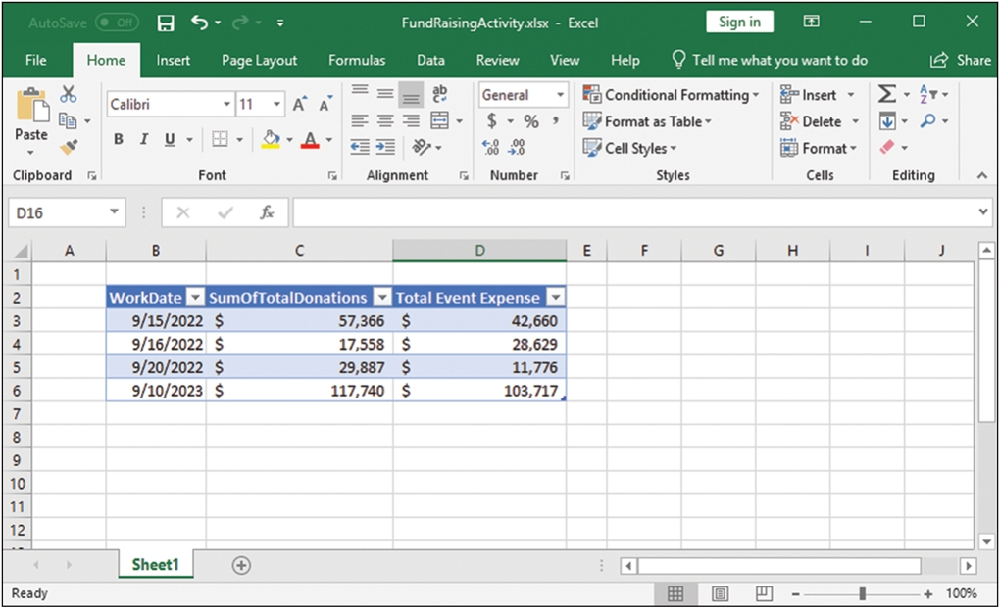 AutoSave Off FundRaisingActivity.xlsx - Excel Sign in
File Home Insert Page Layout Formulas Data Review View Help Tell me what you want to do Share
Calibri 11 A A ab General Conditional Formatting Insert Σ A Z
Paste $ % , Format as Table Delete
B I U A .00 .00 Cell Styles Format
Clipboard Font Alignment Number Styles Cells Editing
D16 fx
A B C D E F G H I J
1
2 WorkDate SumOfTotalDonations Total Event Expense
3 9/15/2022 $ 57,366 $ 42,660
4 9/16/2022 $ 17,558 $ 28,629
5 9/20/2022 $ 29,887 $ 11,776
6 9/10/2023 $ 117,740 $ 103,717
7
8
9
10
11
12
Sheet1
Ready 100%